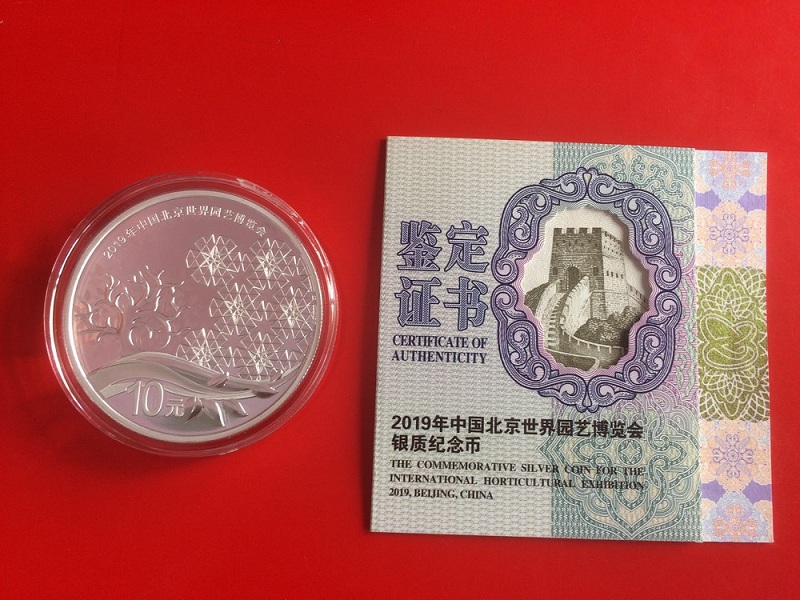 2019年中国北京世界园艺博览会
10元
鉴定
证书
CERTIFICATE OF
AUTHENTICITY
2019年中国北京世界园艺博览会
银质纪念币
THE COMMEMORATIVE SILVER COIN FOR THE
INTERNATIONAL HORTICULTURAL EXHIBITION
2019, BEIJING, CHINA